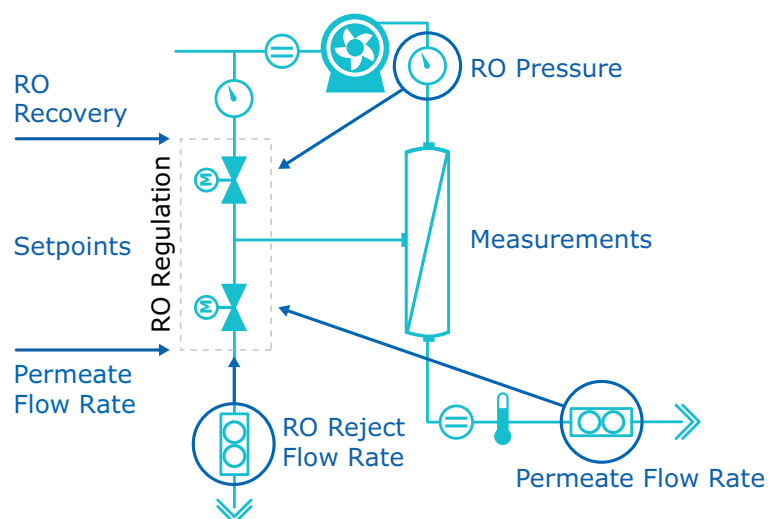 RO
Recovery
RO Pressure
RO Regulation
M
Setpoints
Measurements
M
Permeate
Flow Rate
RO Reject
Flow Rate
Permeate Flow Rate